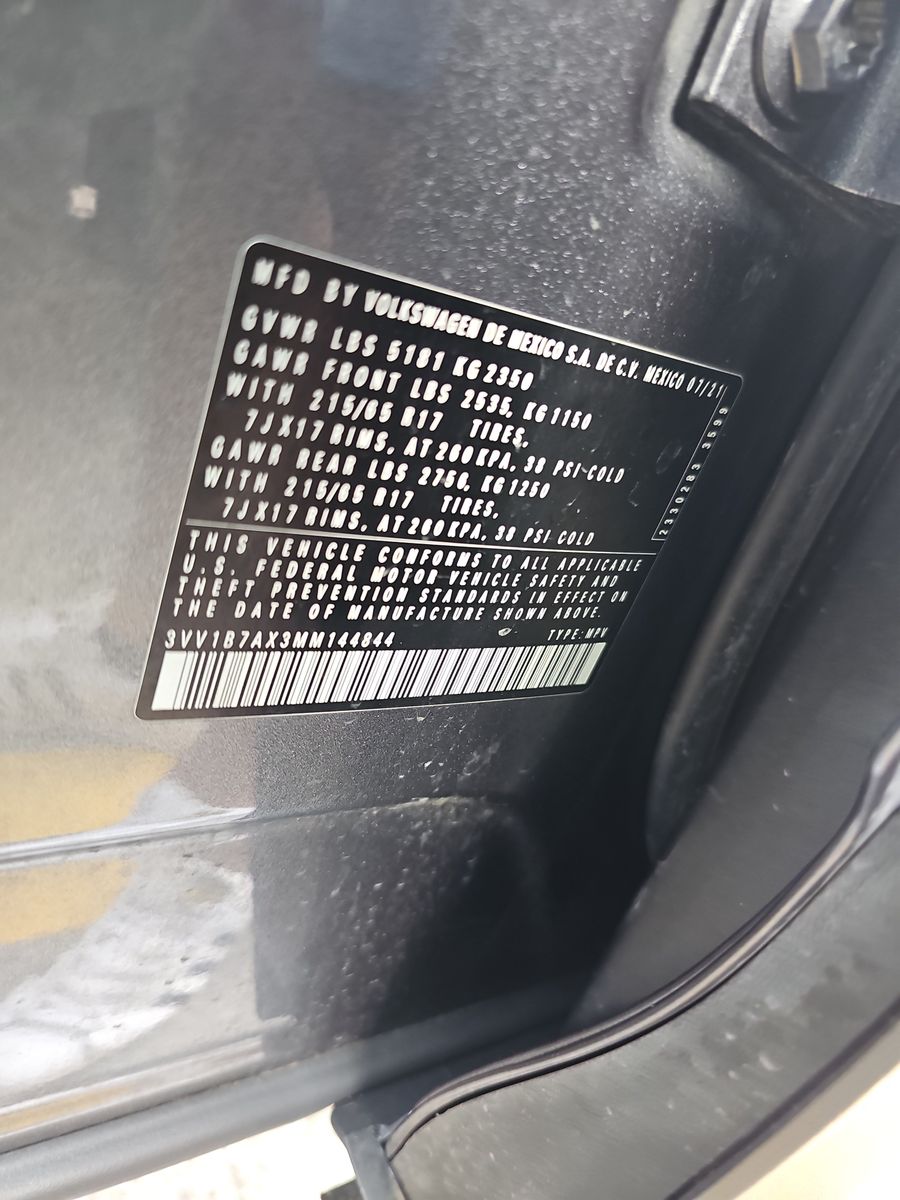 MFD BY VOLKSWAGEN DE MEXICO S.A. DE C.V. MEXICO 07/21
GVWR LBS 5181 KG 2350
GAWR FRONT LBS 2535, KG 1150
WITH 215/65 R17 TIRES,
7JX17 RIMS, AT 260 KPA, 38 PSI-COLD
GAWR REAR LBS 2756, KG 1250
WITH 215/65 R17 TIRES,
7JX17 RIMS, AT 260 KPA, 38 PSI COLD
2330283 3599
THIS VEHICLE CONFORMS TO ALL APPLICABLE
U.S. FEDERAL MOTOR VEHICLE SAFETY AND
THEFT PREVENTION STANDARDS IN EFFECT ON
THE DATE OF MANUFACTURE SHOWN ABOVE.
3VV1B7AX3MM144844 TYPE: MPV